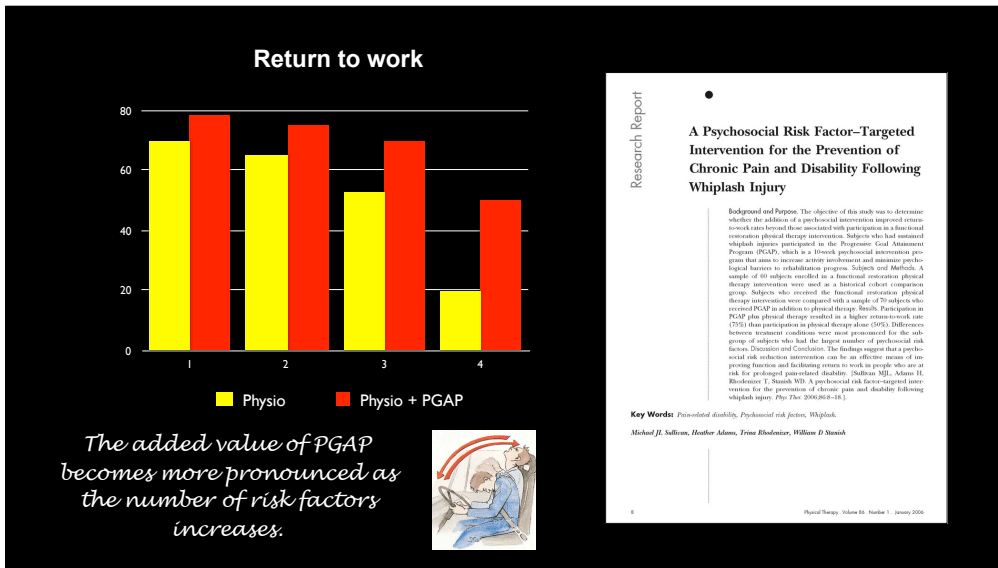 Return to work
80
60
40
20
0
1
2
3
4
Physio
Physio + PGAP
The added value of PGAP
becomes more pronounced as
the number of risk factors
increases.
Research Report
A Psychosocial Risk Factor–Targeted
Intervention for the Prevention of
Chronic Pain and Disability Following
Whiplash Injury
Background and Purpose. The objective of this study was to determine
whether the addition of a psychosocial intervention improved return-
to-work rates beyond those associated with participation in a functional
restoration physical therapy intervention. Subjects who had sustained
whiplash injuries participated in the Progressive Goal Attainment
Program (PGAP), which is a 10-week psychosocial intervention pro-
gram that aims to increase activity involvement and minimize psycho-
logical barriers to rehabilitation progress. Subjects and Methods. A
sample of 60 subjects enrolled in a functional restoration physical
therapy intervention were used as a historical cohort comparison
group. Subjects who received the functional restoration physical
therapy intervention were compared with a sample of 70 subjects who
received PGAP in addition to physical therapy. Results. Participation in
PGAP plus physical therapy resulted in a higher return-to-work rate
(75%) than participation in physical therapy alone (50%). Differences
between treatment conditions were most pronounced for the sub-
group of subjects who had the largest number of psychosocial risk
factors. Discussion and Conclusion. The findings suggest that a psycho-
social risk reduction intervention can be an effective means of im-
proving function and facilitating return to work in people who are at
risk for prolonged pain-related disability. [Sullivan MJL, Adams H,
Rhodenizer T, Stanish WD. A psychosocial risk factor–targeted inter-
vention for the prevention of chronic pain and disability following
whiplash injury. Phys Ther. 2006;86:8–18.]
Key Words: Pain-related disability, Psychosocial risk factors, Whiplash.
Michael JL Sullivan, Heather Adams, Trina Rhodenizer, William D Stanish
8
Physical Therapy . Volume 86 . Number 1 . January 2006